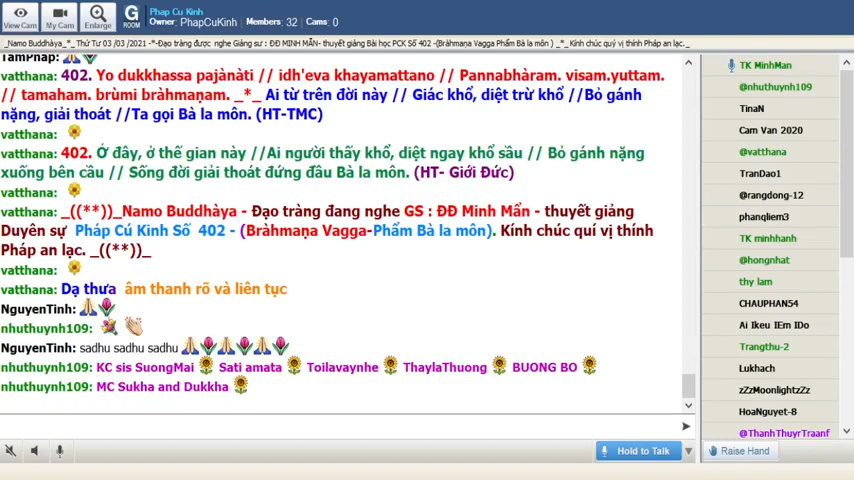 View Cam
My Cam
Enlarge
G
ROOM
Phap Cu Kinh
Owner: PhapCuKinh Members: 32 Cams: 0
_Namo Buddhàya_*_ Thứ Tư 03 /03 /2021 -*-Đạo tràng được nghe Giảng sư : ĐĐ MINH MẪN- thuyết giảng Bài học PCK Số 402 -(Bràhmaṇa Vagga Phẩm Bà la môn ) _*_ Kính chúc quý vị thính Pháp an lạc._
TamPhap:
vatthana: 402. Yo dukkhassa pajànàti // idh'eva khayamattano // Pannabhàram. visam.yuttam.
// tamaham. brùmi bràhmaṇam. _*_ Ai từ trên đời này // Giác khổ, diệt trừ khổ //Bỏ gánh
nặng, giải thoát //Ta gọi Bà la môn. (HT-TMC)
vatthana:
vatthana: 402. Ở đây, ở thế gian này //Ai người thấy khổ, diệt ngay khổ sầu // Bỏ gánh nặng
xuống bên cầu // Sống đời giải thoát đứng đầu Bà la môn. (HT- Giới Đức)
vatthana:
vatthana: _((**))_Namo Buddhàya - Đạo tràng đang nghe GS : ĐĐ Minh Mẩn - thuyết giảng
Duyên sự Pháp Cú Kinh Số 402 - (Bràhmaṇa Vagga-Phẩm Bà la môn). Kính chúc quí vị thính
Pháp an lạc. _((**))_
vatthana:
vatthana: Dạ thưa âm thanh rõ và liên tục
NguyenTinh:
nhuthuynh109:
NguyenTinh: sadhu sadhu sadhu
nhuthuynh109: KC sis SuongMai Sati amata Toilavaynhe ThaylaThuong BUONG BO
nhuthuynh109: MC Sukha and Dukkha
Hold to Talk
TK MinhMan
@nhuthuynh109
TinaN
Cam Van 2020
@vatthana
TranDao1
@rangdong-12
phanqliem3
TK minhhanh
@hongnhat
thy lam
CHAUPHAN54
Ai Ikeu IEm IDo
Trangthu-2
Lukhach
zZzMoonlightzZz
HoaNguyet-8
@ThanhThuyrTraanf
Raise Hand